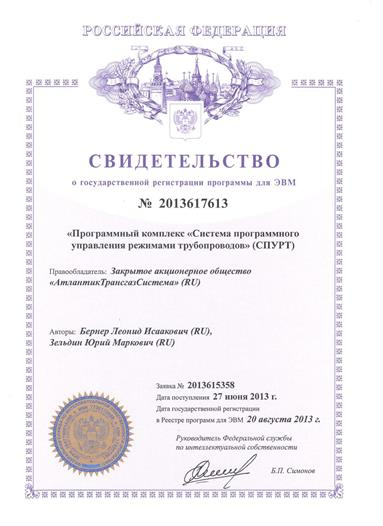 РОССИЙСКАЯ ФЕДЕРАЦИЯ
СВИДЕТЕЛЬСТВО
о государственной регистрации программы для ЭВМ
№ 2013617613
«Программный комплекс «Система программного
управления режимами трубопроводов» (СПУРТ)
Правообладатель: Закрытое акционерное общество
«АтлантикТрансгазСистема» (RU)
Авторы: Бернер Леонид Исаакович (RU),
Зельдин Юрий Маркович (RU)
Заявка № 2013615358
Дата поступления 27 июня 2013 г.
Дата государственной регистрации
в Реестре программ для ЭВМ 20 августа 2013 г.
Руководитель Федеральной службы
по интеллектуальной собственности
Б.П. Симонов